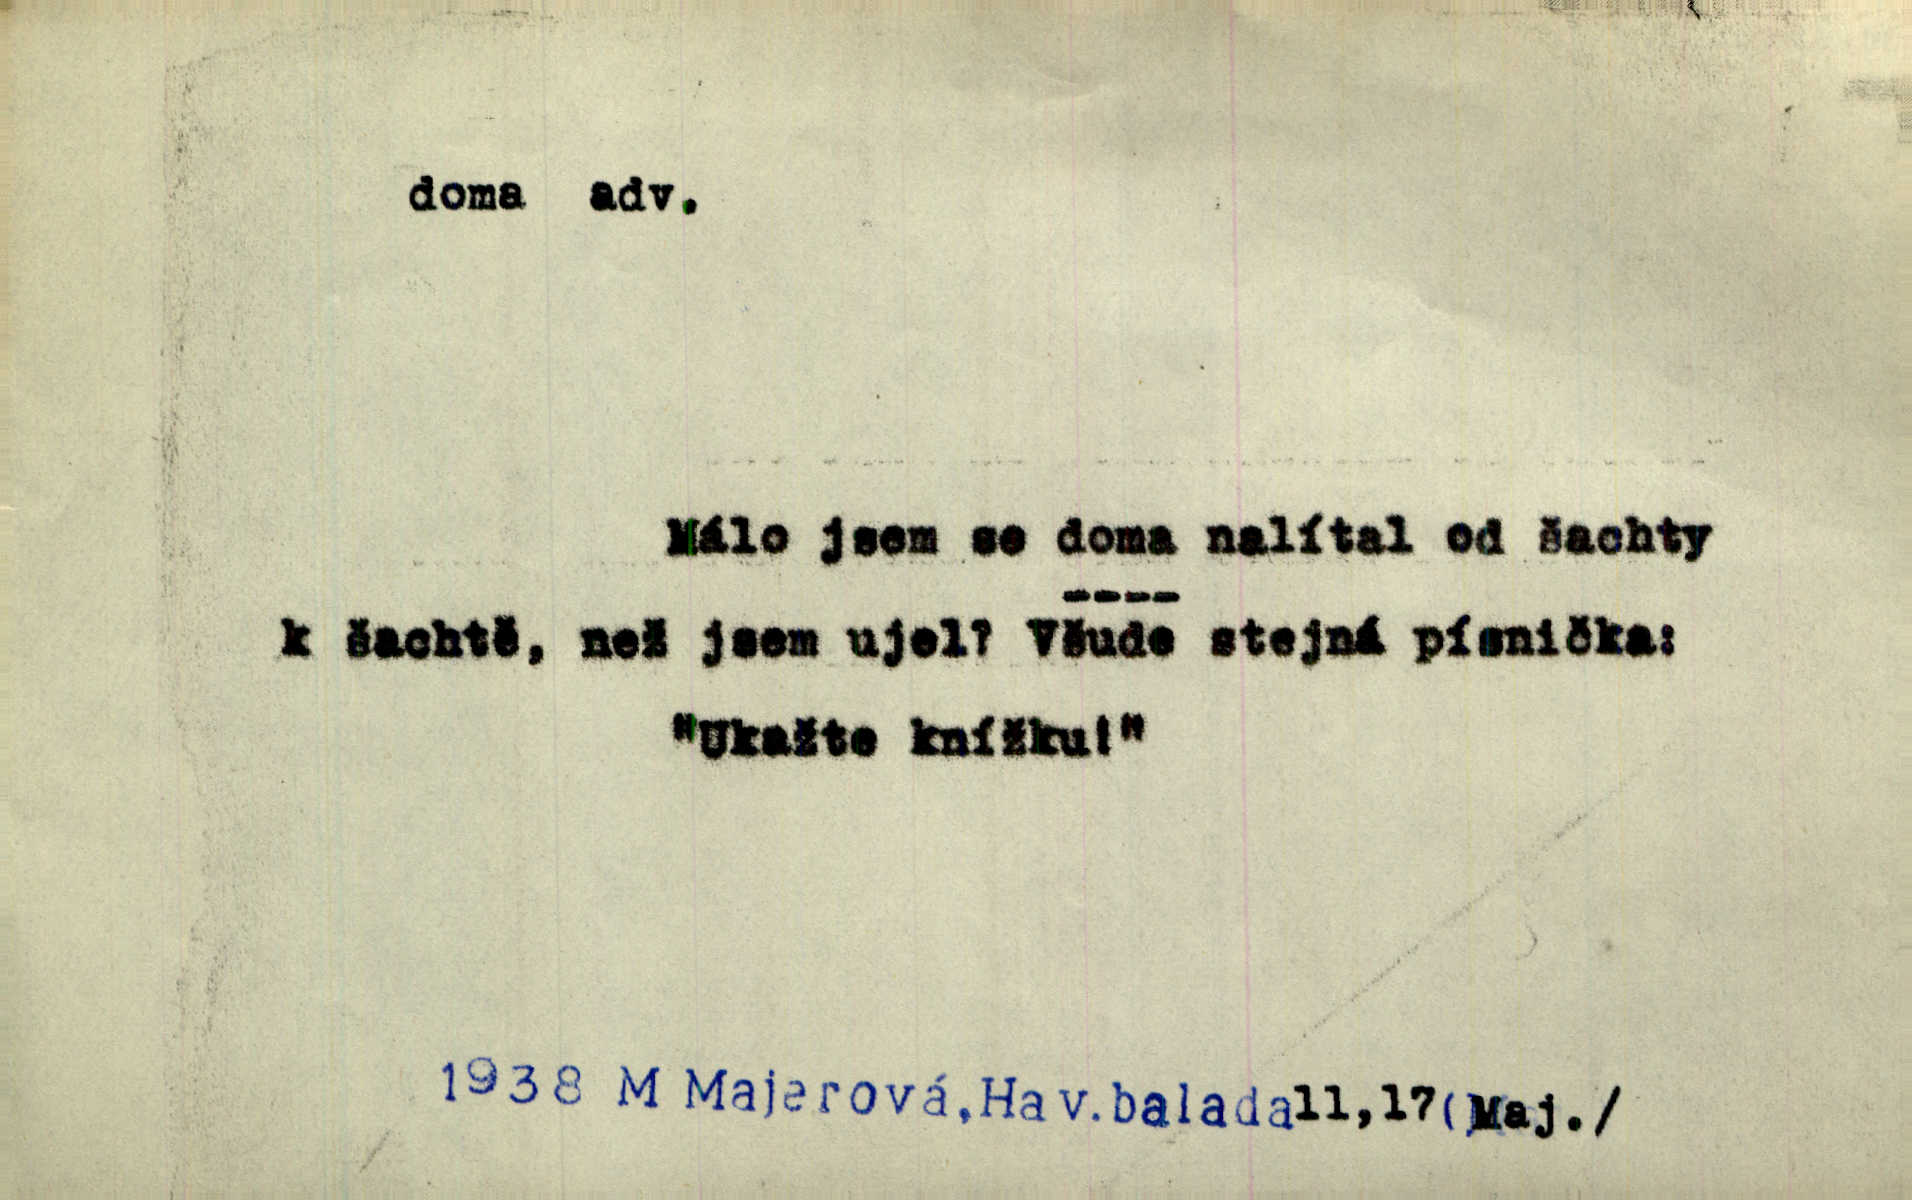 doma adv.
Málo jsem se doma nalítal od šachty
----
k šachtě, než jsem ujel? Všude stejná písnička:
"Ukažte knížku!"
1938 M Majerová,Hav.balada11,17()Maj./